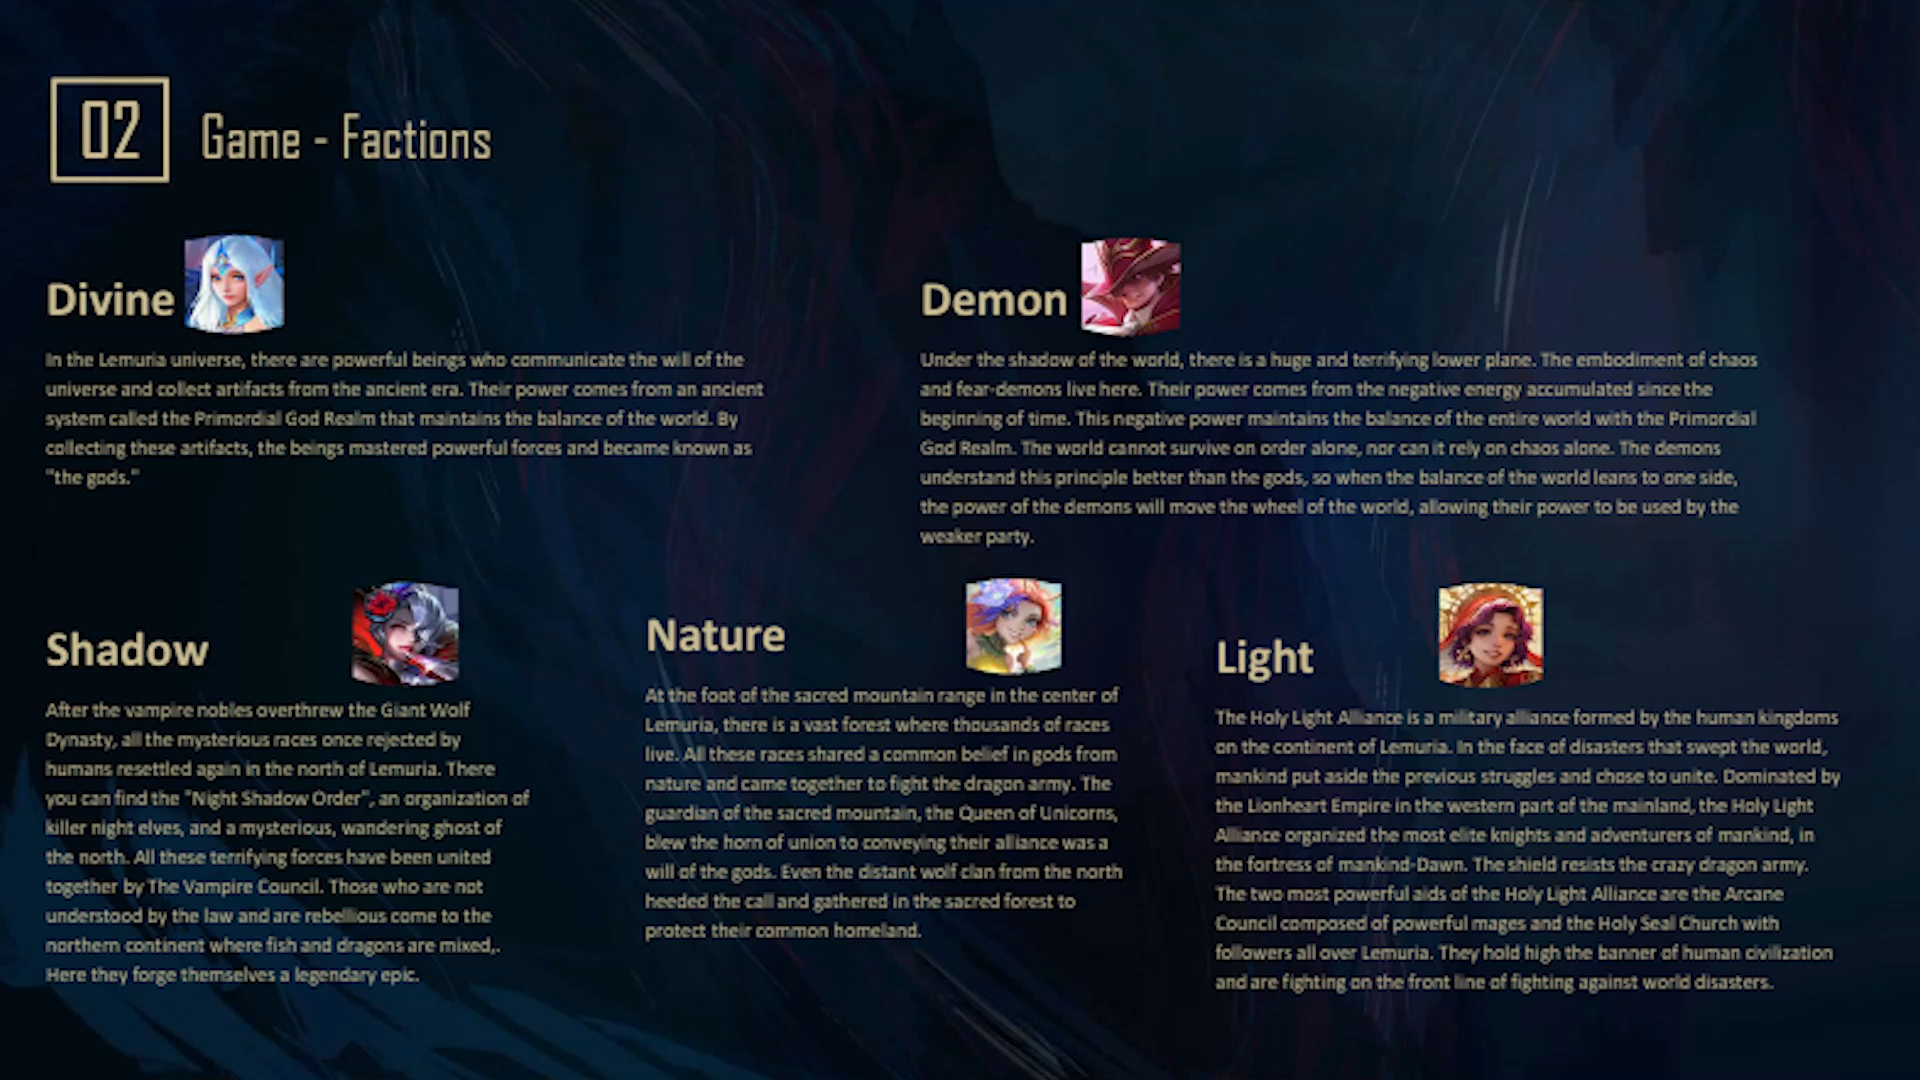 02
Game - Factions
Divine
In the Lemuria universe, there are powerful beings who communicate the will of the
universe and collect artifacts from the ancient era. Their power comes from an ancient
system called the Primordial God Realm that maintains the balance of the world. By
collecting these artifacts, the beings mastered powerful forces and became known as
"the gods."
Demon
Under the shadow of the world, there is a huge and terrifying lower plane. The embodiment of chaos
and fear-demons live here. Their power comes from the negative energy accumulated since the
beginning of time. This negative power maintains the balance of the entire world with the Primordial
God Realm. The world cannot survive on order alone, nor can it rely on chaos alone. The demons
understand this principle better than the gods, so when the balance of the world leans to one side,
the power of the demons will move the wheel of the world, allowing their power to be used by the
weaker party.
Shadow
After the vampire nobles overthrew the Giant Wolf
Dynasty, all the mysterious races once rejected by
humans resettled again in the north of Lemuria. There
you can find the "Night Shadow Order", an organization of
killer night elves, and a mysterious, wandering ghost of
the north. All these terrifying forces have been united
together by The Vampire Council. Those who are not
understood by the law and are rebellious come to the
northern continent where fish and dragons are mixed,.
Here they forge themselves a legendary epic.
Nature
At the foot of the sacred mountain range in the center of
Lemuria, there is a vast forest where thousands of races
live. All these races shared a common belief in gods from
nature and came together to fight the dragon army. The
guardian of the sacred mountain, the Queen of Unicorns,
blew the horn of union to conveying their alliance was a
will of the gods. Even the distant wolf clan from the north
heeded the call and gathered in the sacred forest to
protect their common homeland.
Light
The Holy Light Alliance is a military alliance formed by the human kingdoms
on the continent of Lemuria. In the face of disasters that swept the world,
mankind put aside the previous struggles and chose to unite. Dominated by
the Lionheart Empire in the western part of the mainland, the Holy Light
Alliance organized the most elite knights and adventurers of mankind, in
the fortress of mankind-Dawn. The shield resists the crazy dragon army.
The two most powerful aids of the Holy Light Alliance are the Arcane
Council composed of powerful mages and the Holy Seal Church with
followers all over Lemuria. They hold high the banner of human civilization
and are fighting on the front line of fighting against world disasters.